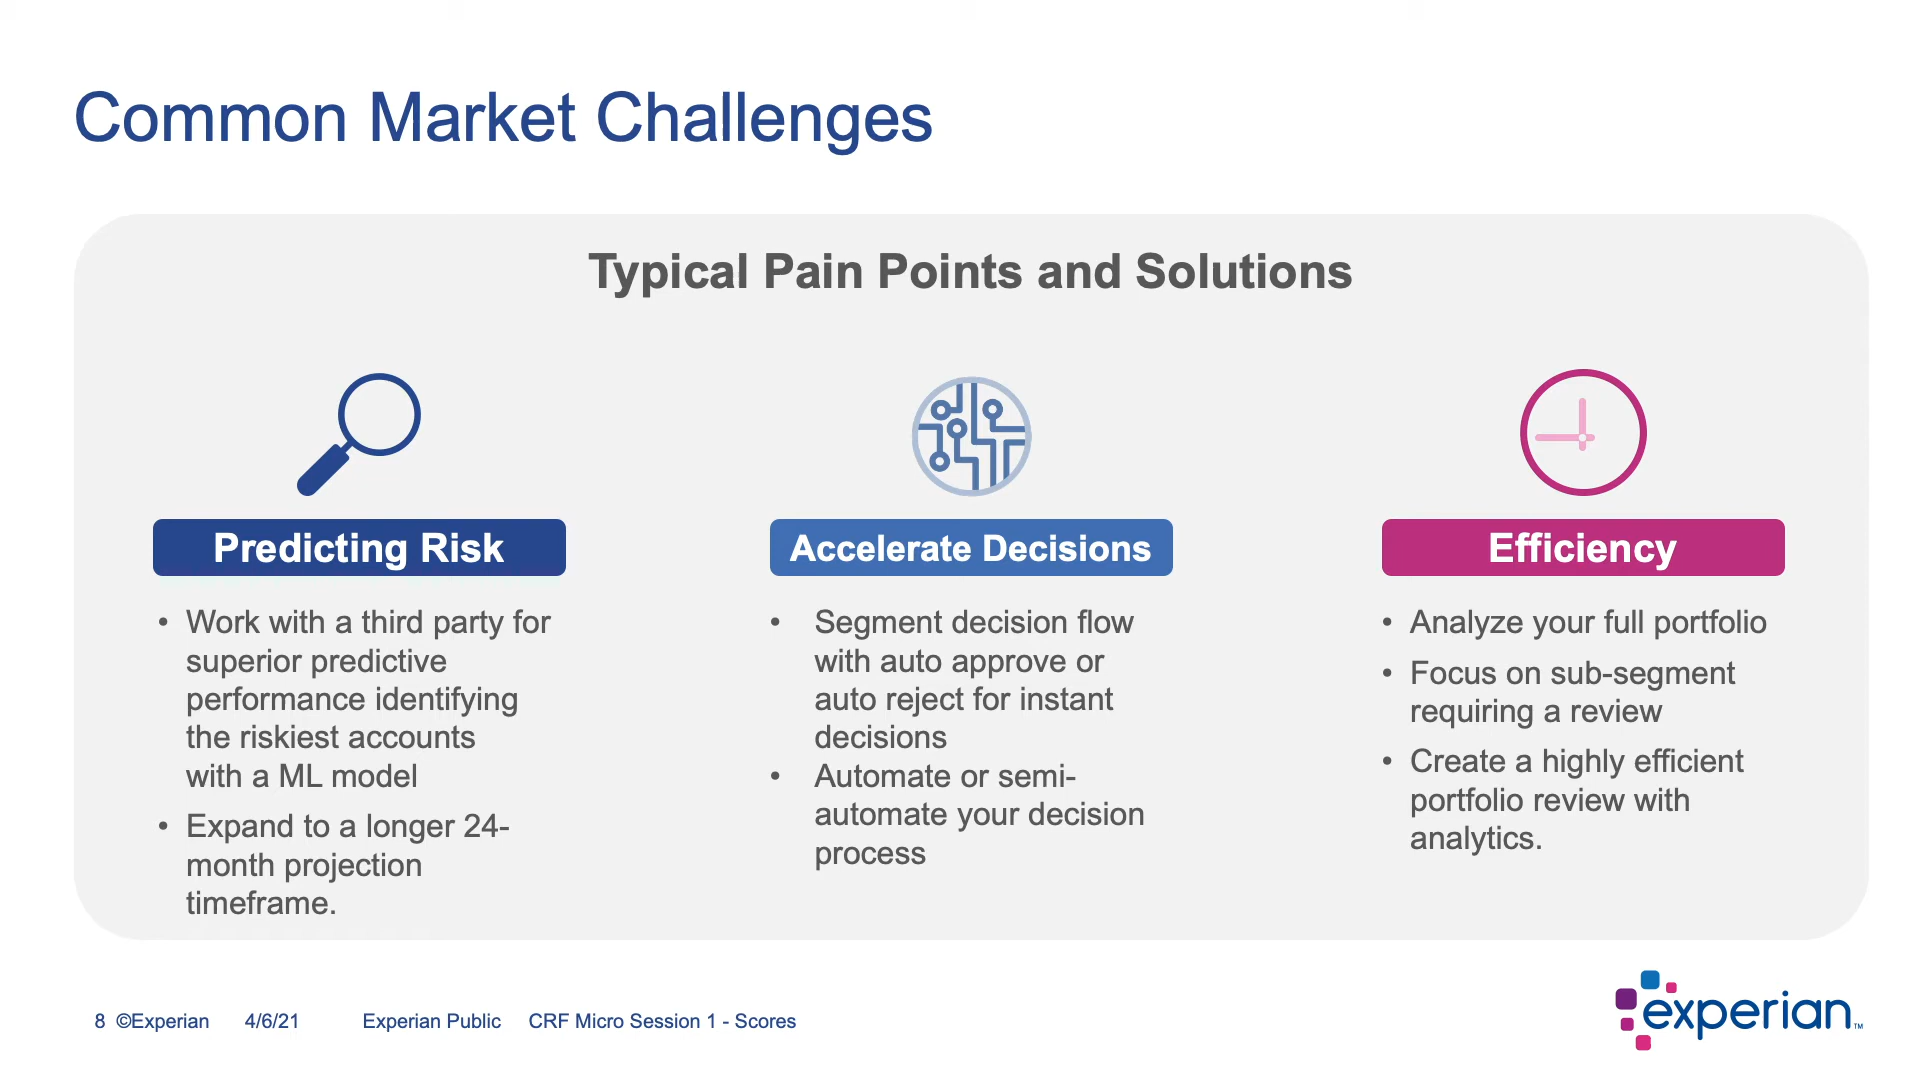 Common Market Challenges
Typical Pain Points and Solutions
Predicting Risk
• Work with a third party for
superior predictive
performance identifying
the riskiest accounts
with a ML model
• Expand to a longer 24-
month projection
timeframe.
Accelerate Decisions
• Segment decision flow
with auto approve or
auto reject for instant
decisions
• Automate or semi-
automate your decision
process
Efficiency
• Analyze your full portfolio
• Focus on sub-segment
requiring a review
• Create a highly efficient
portfolio review with
analytics.
8 ©Experian 4/6/21 Experian Public CRF Micro Session 1 - Scores
experian™